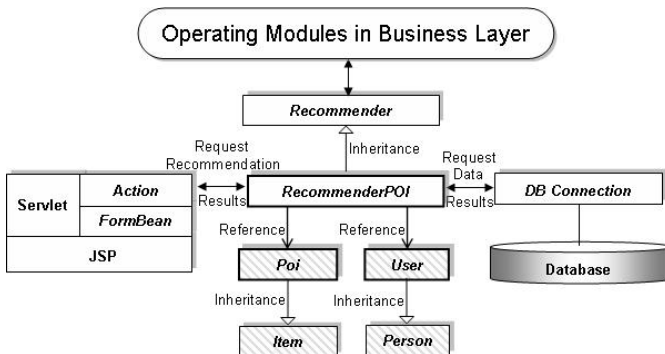 Operating Modules in Business Layer
Recommender
Inheritance
Request
Recommendation
Results
Request
Data
Results
Servlet
Action
FormBean
JSP
RecommenderPOI
DB Connection
Reference
Reference
Poi
User
Database
Inheritance
Inheritance
Item
Person